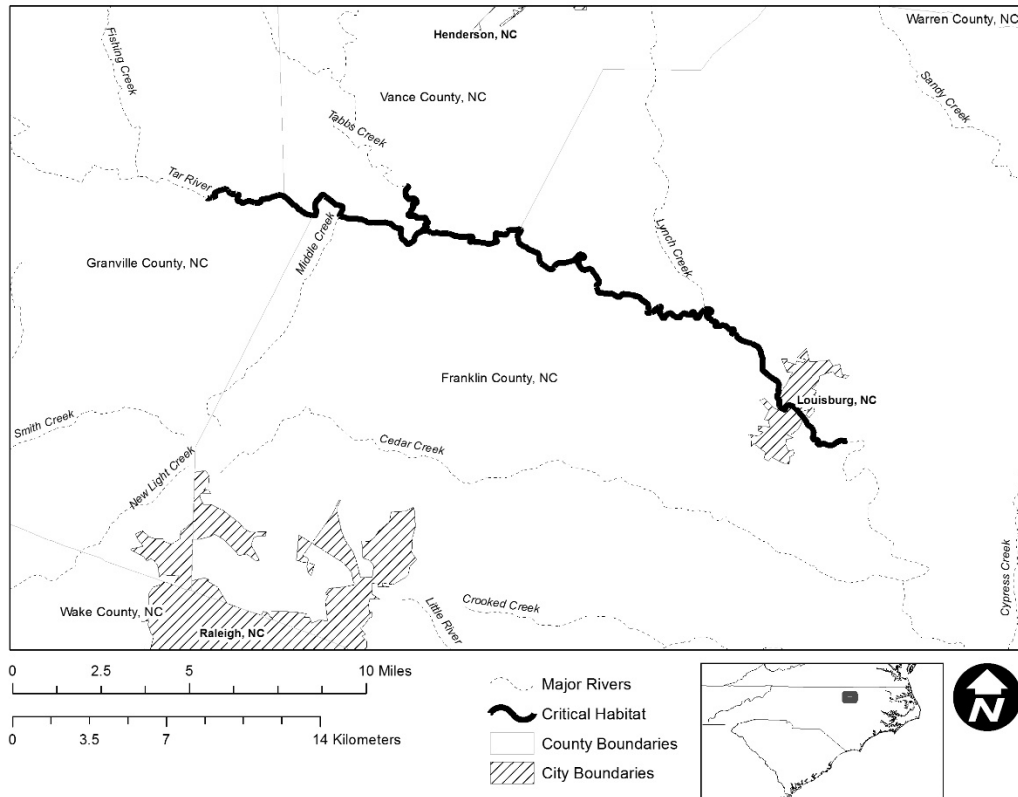 Warren County, NC
Henderson, NC
Fishing Creek
Vance County, NC
Sandy Creek
Tabbs Creek
Tar River
Middle Creek
Lynch Creek
Granville County, NC
Franklin County, NC
Louisburg, NC
Smith Creek
Cedar Creek
New Light Creek
Cypress Creek
Crooked Creek
Little River
Wake County, NC
Raleigh, NC
0 2.5 5 10 Miles
0 3.5 7 14 Kilometers
Major Rivers
Critical Habitat
County Boundaries
City Boundaries
N